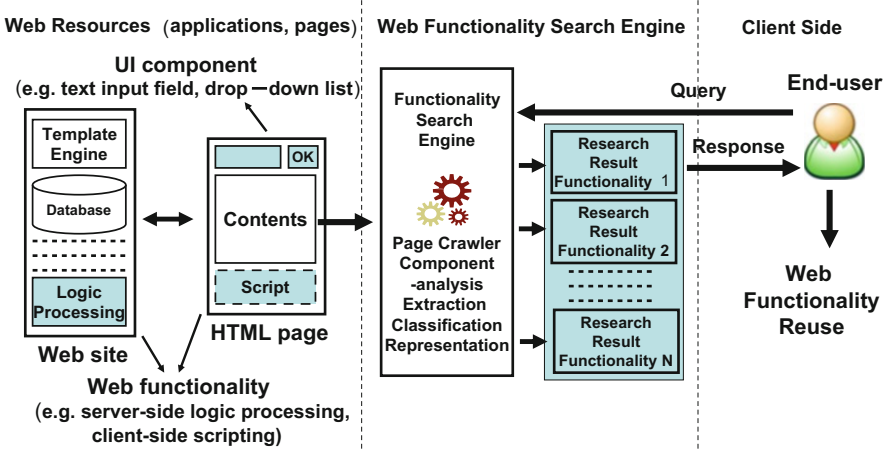 Web Resources (applications, pages)
UI component
(e.g. text input field, drop—down list)
Template
Engine
Database
Logic
Processing
Web site
OK
Contents
Script
HTML page
Web functionality
(e.g. server-side logic processing,
client-side scripting)
Web Functionality Search Engine
Functionality
Search
Engine
Page Crawler
Component
-analysis
Extraction
Classification
Representation
Research
Result
Functionality 1
Research
Result
Functionality 2
Research
Result
Functionality N
Client Side
Query
End-user
Response
Web
Functionality
Reuse